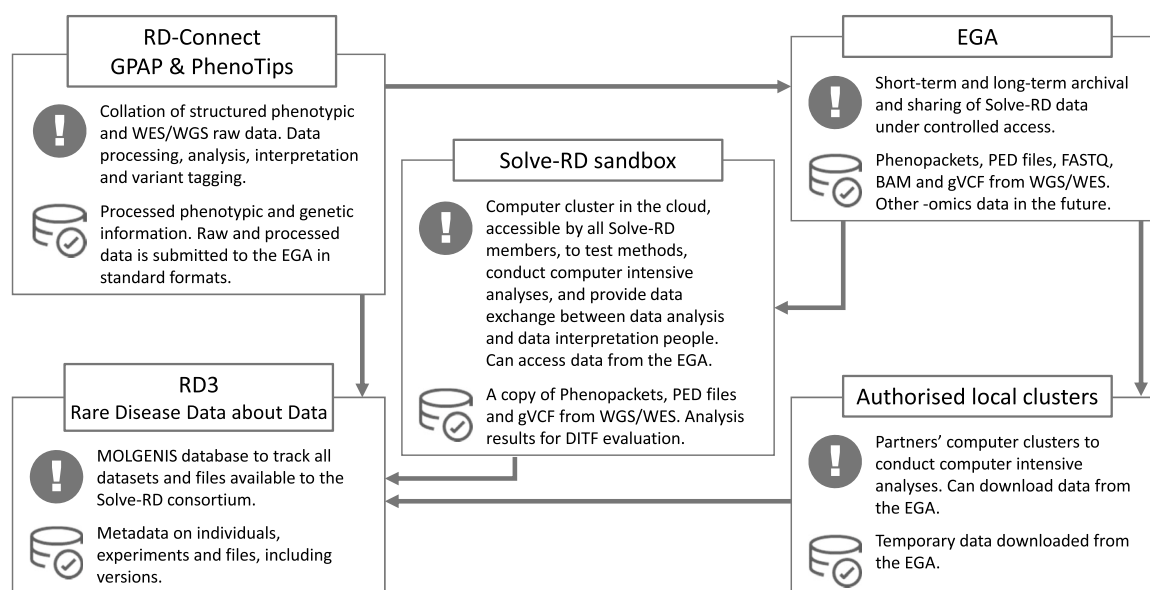 RD-Connect
GPAP & PhenoTips
Collation of structured phenotypic
and WES/WGS raw data. Data
processing, analysis, interpretation
and variant tagging.
Processed phenotypic and genetic
information. Raw and processed
data is submitted to the EGA in
standard formats.
EGA
Short-term and long-term archival
and sharing of Solve-RD data
under controlled access.
Phenopackets, PED files, FASTQ,
BAM and gVCF from WGS/WES.
Other -omics data in the future.
Solve-RD sandbox
Computer cluster in the cloud,
accessible by all Solve-RD
members, to test methods,
conduct computer intensive
analyses, and provide data
exchange between data analysis
and data interpretation people.
Can access data from the EGA.
A copy of Phenopackets, PED files
and gVCF from WGS/WES. Analysis
results for DITF evaluation.
RD3
Rare Disease Data about Data
MOLGENIS database to track all
datasets and files available to the
Solve-RD consortium.
Metadata on individuals,
experiments and files, including
versions.
Authorised local clusters
Partners’ computer clusters to
conduct computer intensive
analyses. Can download data from
the EGA.
Temporary data downloaded from
the EGA.